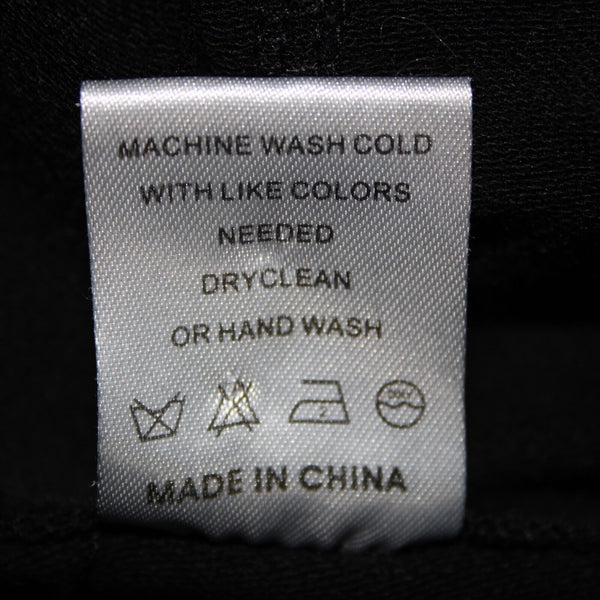 MACHINE WASH COLD
WITH LIKE COLORS
NEEDED
DRYCLEAN
OR HAND WASH
MADE IN CHINA